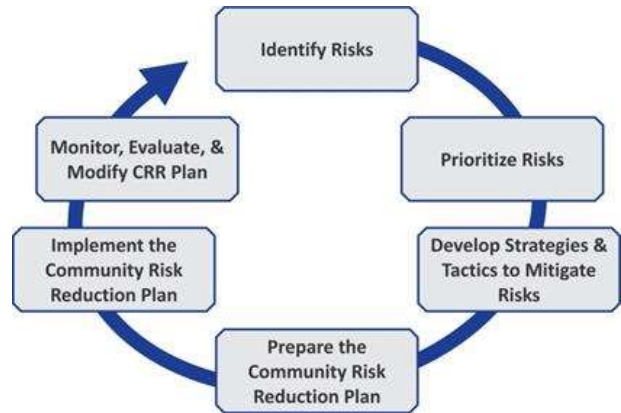 Identify Risks
Prioritize Risks
Develop Strategies &
Tactics to Mitigate
Risks
Prepare the
Community Risk
Reduction Plan
Implement the
Community Risk
Reduction Plan
Monitor, Evaluate, &
Modify CRR Plan